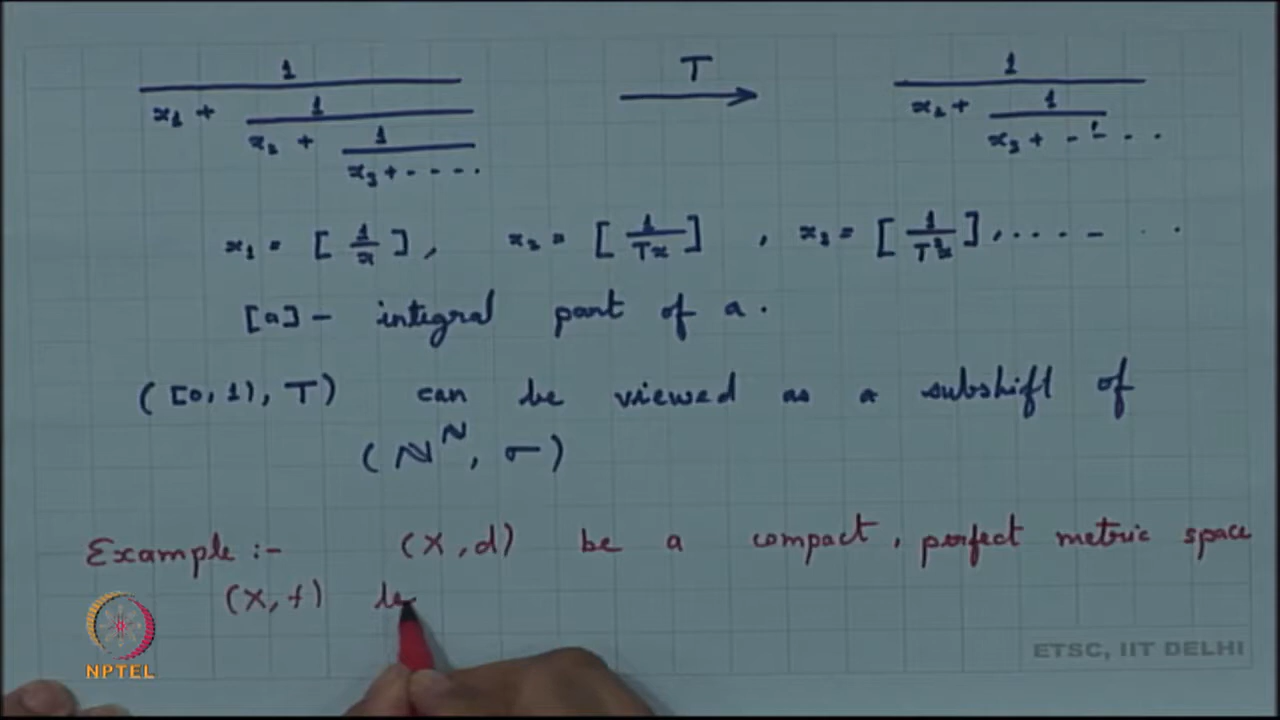 1 / (x₁ + 1 / (x₂ + 1 / (x₃ + - - - .))) T → 1 / (x₂ + 1 / (x₃ + - - . .))
x₁ = [1/x], x₂ = [1/Tx], x₃ = [1/T²x], . . . . - . .
[a] - integral part of a.
([0, 1), T) can be viewed as a subshift of
(ℕ^ℕ, σ)
Example :- (X, d) be a compact, perfect metric space
(X, f)
NPTEL
ETSC, IIT DELHI